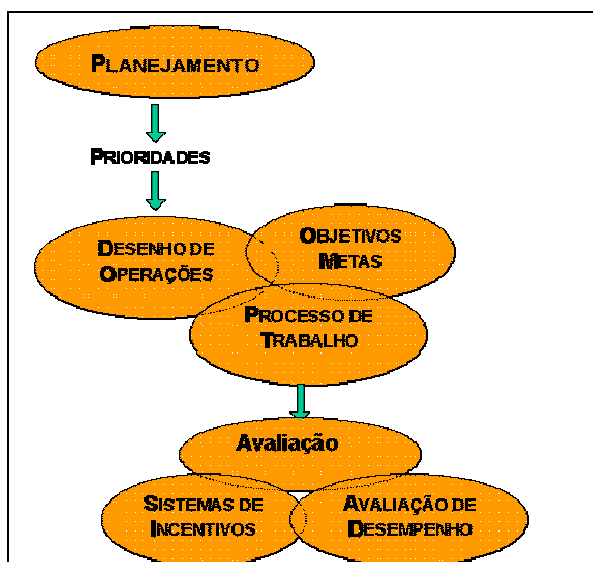 PLANEJAMENTO
PRIORIDADES
DESENHO DE
OPERAÇÕES
OBJETIVOS
METAS
PROCESSO DE
TRABALHO
Avaliação
SISTEMAS DE
INCENTIVOS
AVALIAÇÃO DE
DESEMPENHO